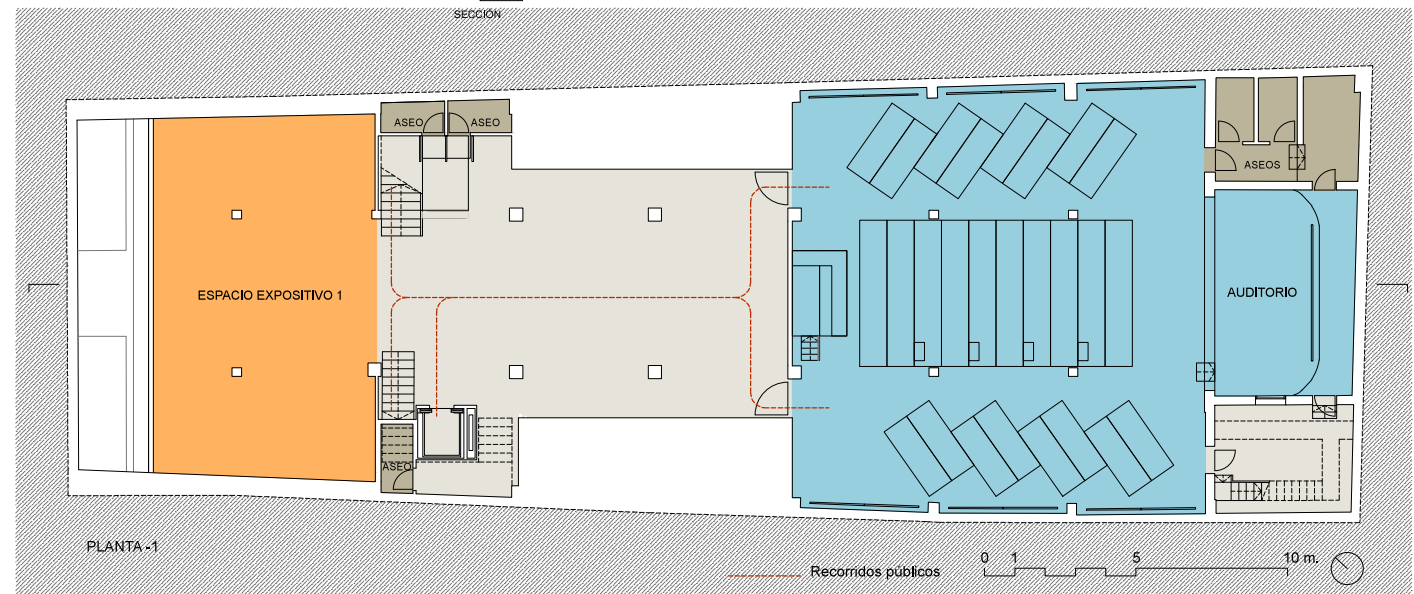 SECCIÓN
ASEO
ASEO
ASEOS
ESPACIO EXPOSITIVO 1
AUDITORIO
ASEO
PLANTA -1
0 1 5 10 m.
Recorridos públicos